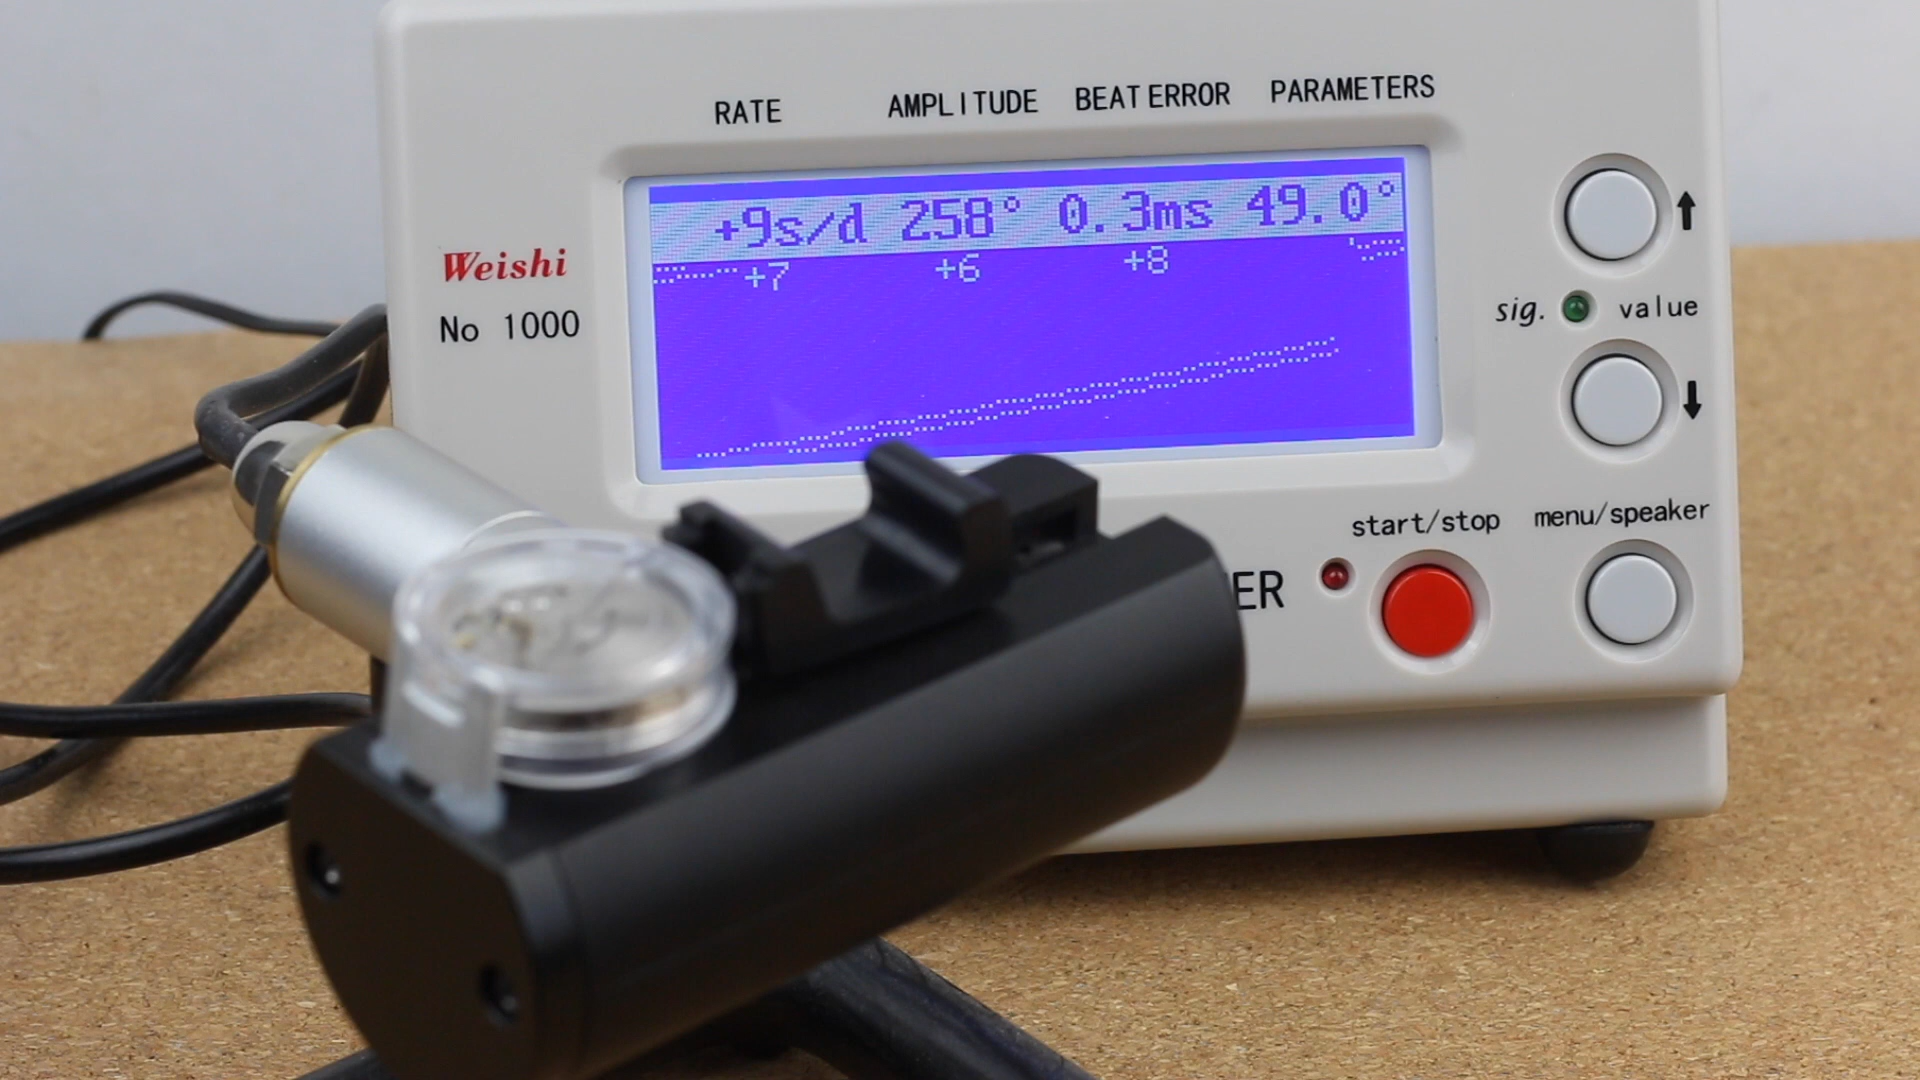 RATE AMPLITUDE BEAT ERROR PARAMETERS
+9s/d 258° 0.3ms 49.0°
+7 +6 +8
Weishi
No 1000
sig. value
start/stop menu/speaker